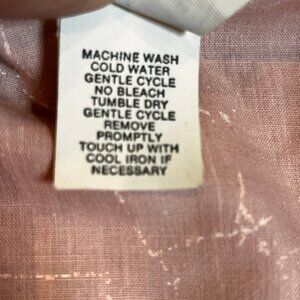 MACHINE WASH
COLD WATER
GENTLE CYCLE
NO BLEACH
TUMBLE DRY
GENTLE CYCLE
REMOVE
PROMPTLY
TOUCH UP WITH
COOL IRON IF
NECESSARY